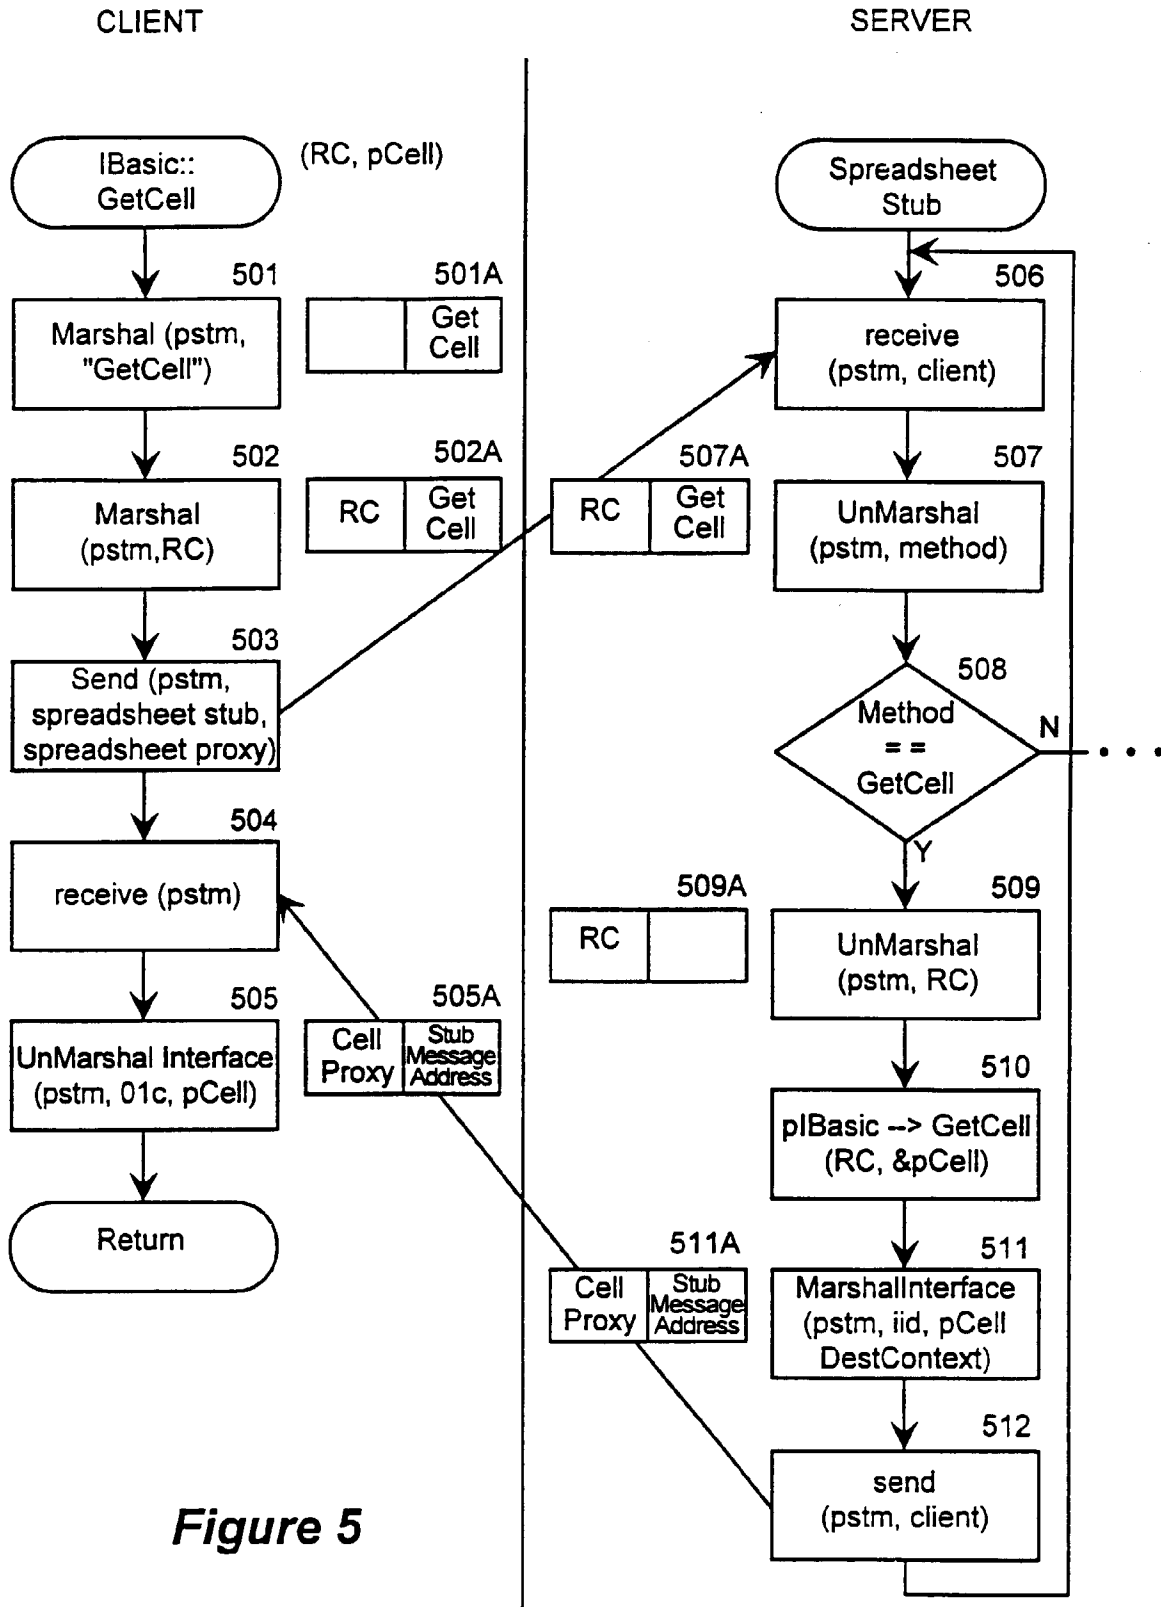 CLIENT
SERVER
IBasic::
GetCell
(RC, pCell)
501
Marshal (pstm,
"GetCell")
501A
Get
Cell
502
Marshal
(pstm,RC)
502A
RC
Get
Cell
503
Send (pstm,
spreadsheet stub,
spreadsheet proxy)
504
receive (pstm)
505
UnMarshal Interface
(pstm, 01c, pCell)
505A
Cell
Proxy
Stub
Message
Address
Return
Spreadsheet
Stub
506
receive
(pstm, client)
507A
RC
Get
Cell
507
UnMarshal
(pstm, method)
508
Method
= =
GetCell
N
• • •
Y
509A
RC
509
UnMarshal
(pstm, RC)
510
pIBasic --> GetCell
(RC, &pCell)
511A
Cell
Proxy
Stub
Message
Address
511
MarshalInterface
(pstm, iid, pCell
DestContext)
512
send
(pstm, client)
Figure 5